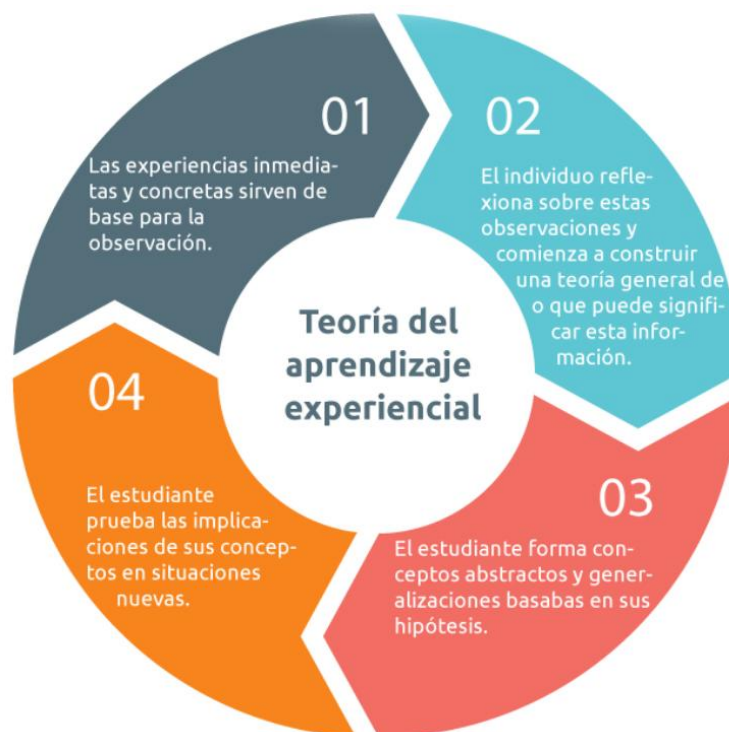 01
Las experiencias inmedia-
tas y concretas sirven de
base para la
observación.
02
El individuo refle-
xiona sobre estas
observaciones y
comienza a construir
una teoría general de
o que puede signifi-
car esta infor-
mación.
Teoría del
aprendizaje
experiencial
03
El estudiante forma con-
ceptos abstractos y gener-
alizaciones basabas en sus
hipótesis.
04
El estudiante
prueba las implica-
ciones de sus concep-
tos en situaciones
nuevas.